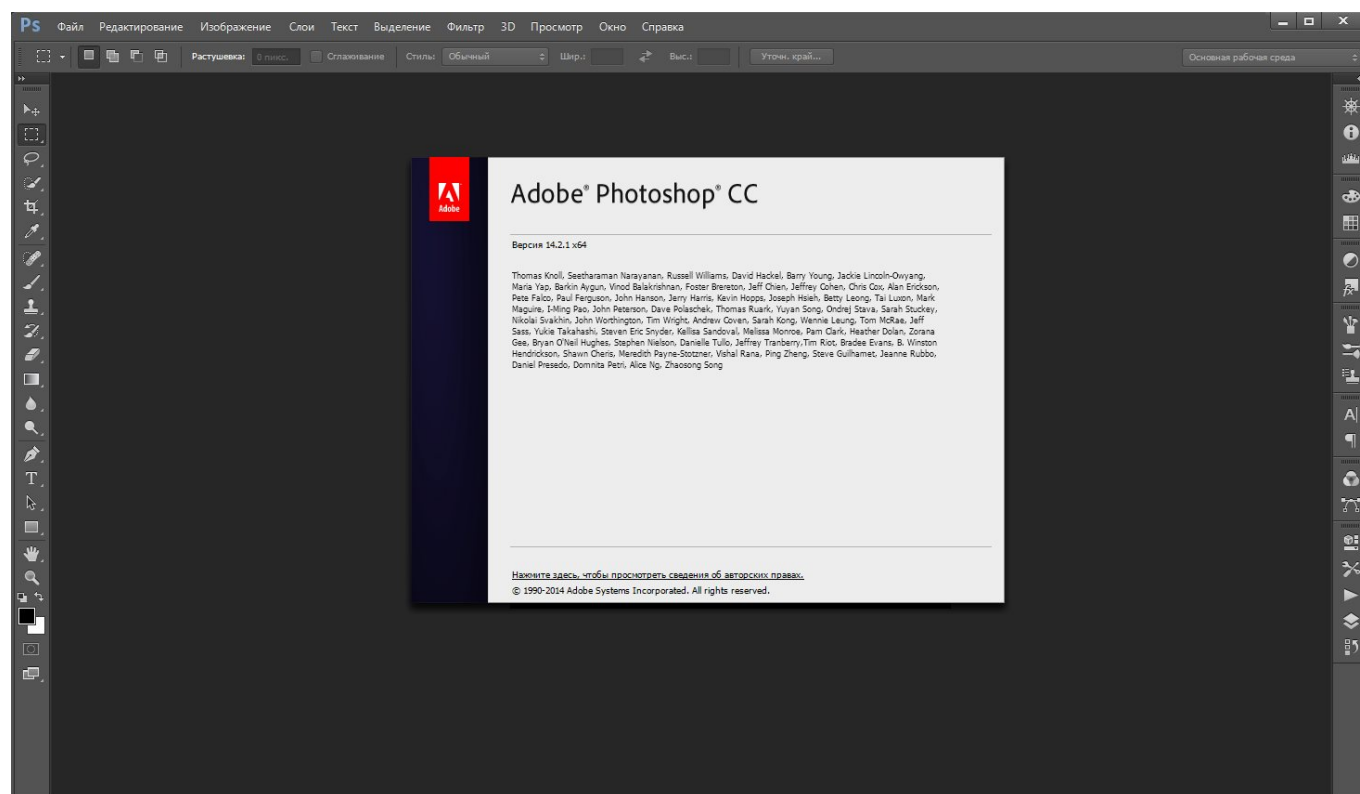 Ps Файл Редактирование Изображение Слои Текст Выделение Фильтр 3D Просмотр Окно Справка
Растушевка: 0 пикс. Сглаживание Стиль: Обычный Шир.: Выс.: Уточн. край... Основная рабочая среда
Adobe
Adobe® Photoshop® CC
Версия 14.2.1 x64
Thomas Knoll, Seetharaman Narayanan, Russell Williams, David Hackel, Barry Young, Jackie Lincoln-Owyang,
Maria Yap, Barkin Aygun, Vinod Balakrishnan, Foster Brereton, Jeff Chien, Jeffrey Cohen, Chris Cox, Alan Erickson,
Pete Falco, Paul Ferguson, John Hanson, Jerry Harris, Kevin Hopps, Joseph Hsieh, Betty Leong, Tai Luxon, Mark
Maguire, I-Ming Pao, John Peterson, Dave Polaschek, Thomas Ruark, Yuyan Song, Ondrej Stava, Sarah Stuckey,
Nikolai Svakhin, John Worthington, Tim Wright, Andrew Coven, Sarah Kong, Wennie Leung, Tom McRae, Jeff
Sass, Yukie Takahashi, Steven Eric Snyder, Kellisa Sandoval, Melissa Monroe, Pam Clark, Heather Dolan, Zorana
Gee, Bryan O'Neil Hughes, Stephen Nielson, Danielle Tullo, Jeffrey Tranberry,Tim Riot, Bradee Evans, B. Winston
Hendrickson, Shawn Cheris, Meredith Payne-Stotzner, Vishal Rana, Ping Zheng, Steve Guilhamet, Jeanne Rubbo,
Daniel Presedo, Domnita Petri, Alice Ng, Zhaosong Song
Нажмите здесь, чтобы просмотреть сведения об авторских правах.
© 1990-2014 Adobe Systems Incorporated. All rights reserved.